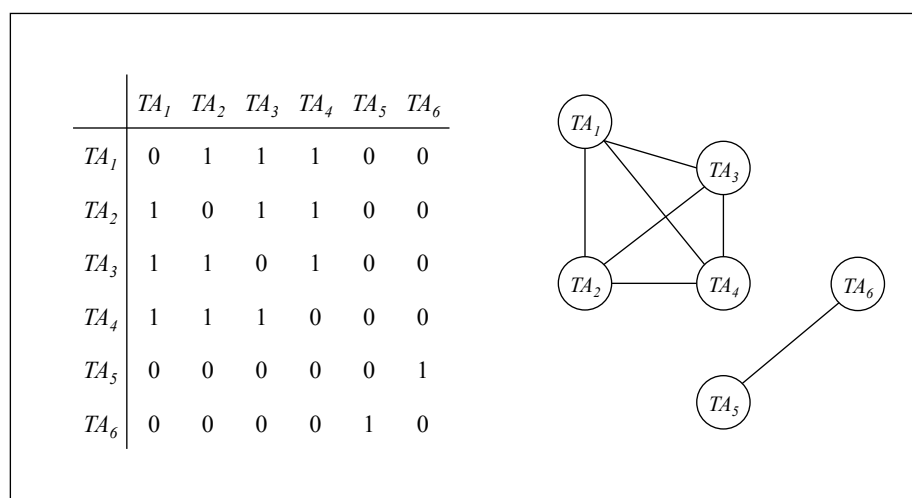 TA1 TA2 TA3 TA4 TA5 TA6
TA1 0 1 1 1 0 0
TA2 1 0 1 1 0 0
TA3 1 1 0 1 0 0
TA4 1 1 1 0 0 0
TA5 0 0 0 0 0 1
TA6 0 0 0 0 1 0
TA1
TA3
TA2
TA4
TA6
TA5